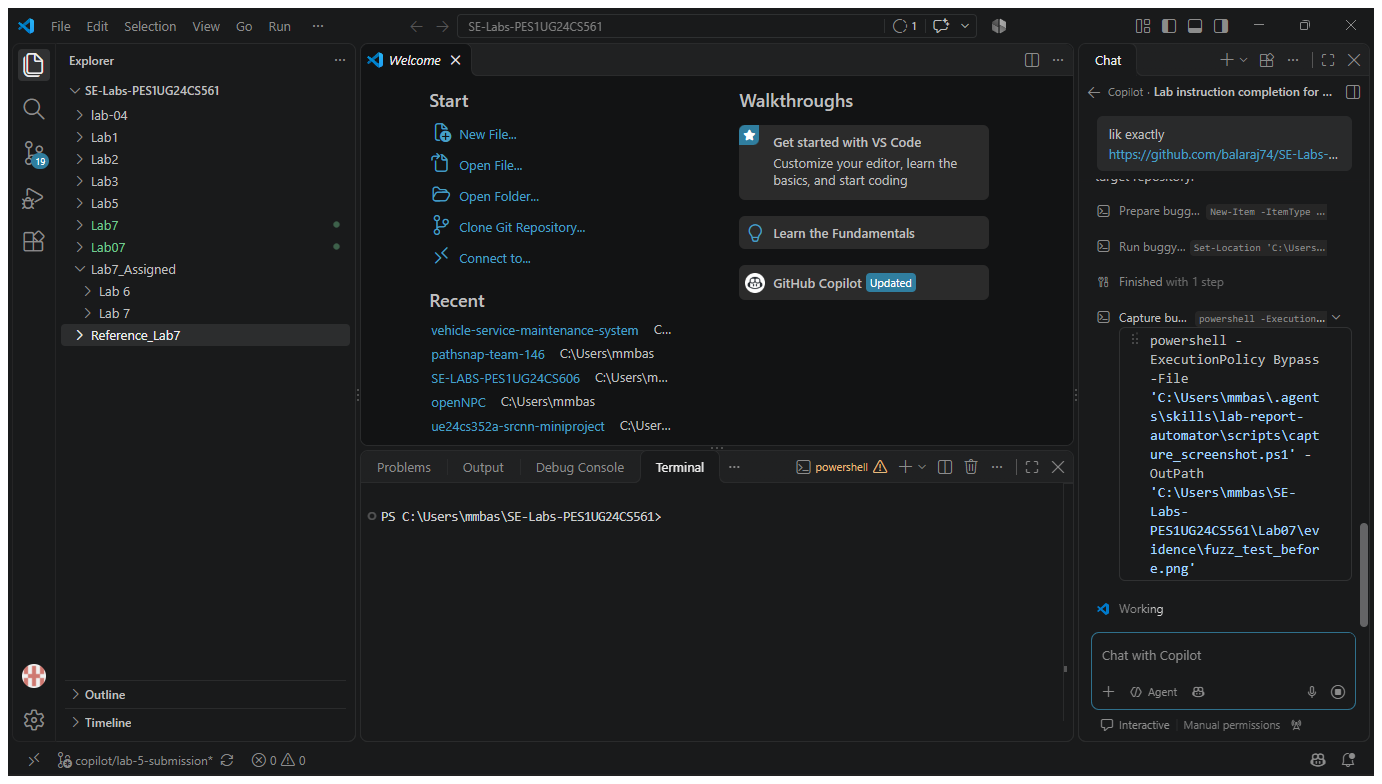 File Edit Selection View Go Run ···
SE-Labs-PES1UG24CS561
1
Explorer
SE-Labs-PES1UG24CS561
lab-04
Lab1
Lab2
Lab3
Lab5
Lab7
Lab07
Lab7_Assigned
Lab 6
Lab 7
Reference_Lab7
Outline
Timeline
19
Welcome
Start
New File...
Open File...
Open Folder...
Clone Git Repository...
Connect to...
Recent
vehicle-service-maintenance-system C...
pathsnap-team-146 C:\Users\mmbas
SE-LABS-PES1UG24CS606 C:\Users\m...
openNPC C:\Users\mmbas
ue24cs352a-srcnn-miniproject C:\User...
Walkthroughs
Get started with VS Code
Customize your editor, learn the
basics, and start coding
Learn the Fundamentals
GitHub Copilot Updated
Problems Output Debug Console Terminal ···
powershell
PS C:\Users\mmbas\SE-Labs-PES1UG24CS561>
Chat
Copilot · Lab instruction completion for ...
lik exactly
https://github.com/balaraj74/SE-Labs-...
target repository.
Prepare bugg... New-Item -ItemType ...
Run buggy... Set-Location 'C:\Users...
Finished with 1 step
Capture bu... powershell -Execution...
powershell -
ExecutionPolicy Bypass
-File
'C:\Users\mmbas\.agent
s\skills\lab-report-
automator\scripts\capt
ure_screenshot.ps1' -
OutPath
'C:\Users\mmbas\SE-
Labs-
PES1UG24CS561\Lab07\ev
idence\fuzz_test_befor
e.png'
Working
Chat with Copilot
Agent
Interactive Manual permissions
copilot/lab-5-submission* 0 0